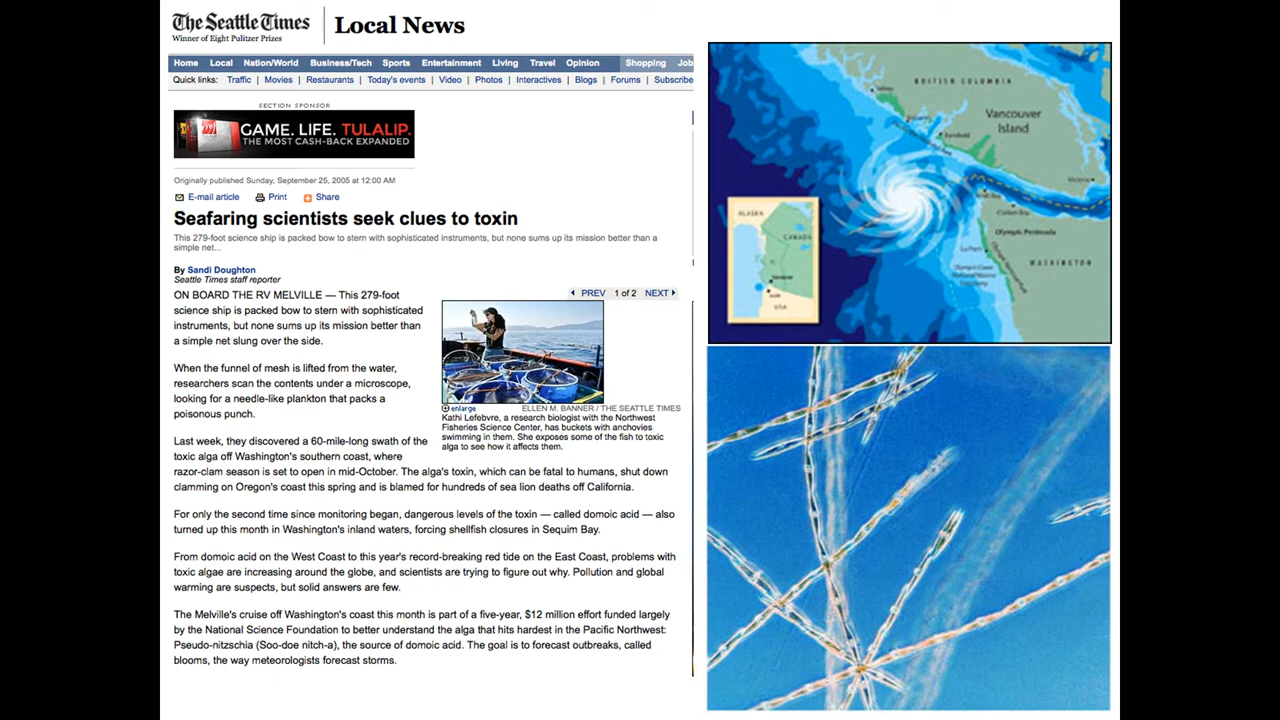 The Seattle Times
Winner of Eight Pulitzer Prizes
Local News
Home Local Nation/World Business/Tech Sports Entertainment Living Travel Opinion Shopping Job
Quick links: Traffic | Movies | Restaurants | Today's events | Video | Photos | Interactives | Blogs | Forums | Subscribe
SECTION SPONSOR
GAME. LIFE. TULALIP.
THE MOST CASH-BACK EXPANDED
Originally published Sunday, September 25, 2005 at 12:00 AM
E-mail article Print Share
Seafaring scientists seek clues to toxin
This 279-foot science ship is packed bow to stern with sophisticated instruments, but none sums up its mission better than a
simple net...
By Sandi Doughton
Seattle Times staff reporter
ON BOARD THE RV MELVILLE — This 279-foot
science ship is packed bow to stern with sophisticated
instruments, but none sums up its mission better than
a simple net slung over the side.
When the funnel of mesh is lifted from the water,
researchers scan the contents under a microscope,
looking for a needle-like plankton that packs a
poisonous punch.
Last week, they discovered a 60-mile-long swath of the
toxic alga off Washington's southern coast, where
razor-clam season is set to open in mid-October. The alga's toxin, which can be fatal to humans, shut down
clamming on Oregon's coast this spring and is blamed for hundreds of sea lion deaths off California.
For only the second time since monitoring began, dangerous levels of the toxin — called domoic acid — also
turned up this month in Washington's inland waters, forcing shellfish closures in Sequim Bay.
From domoic acid on the West Coast to this year's record-breaking red tide on the East Coast, problems with
toxic algae are increasing around the globe, and scientists are trying to figure out why. Pollution and global
warming are suspects, but solid answers are few.
The Melville's cruise off Washington's coast this month is part of a five-year, $12 million effort funded largely
by the National Science Foundation to better understand the alga that hits hardest in the Pacific Northwest:
Pseudo-nitzschia (Soo-doe nitch-a), the source of domoic acid. The goal is to forecast outbreaks, called
blooms, the way meteorologists forecast storms.
PREV 1 of 2 NEXT
enlarge
ELLEN M. BANNER / THE SEATTLE TIMES
Kathi Lefebvre, a research biologist with the Northwest
Fisheries Science Center, has buckets with anchovies
swimming in them. She exposes some of the fish to toxic
alga to see how it affects them.
BRITISH COLUMBIA
Vancouver
Island
Victoria
Olympic Peninsula
WASHINGTON
ALASKA
CANADA